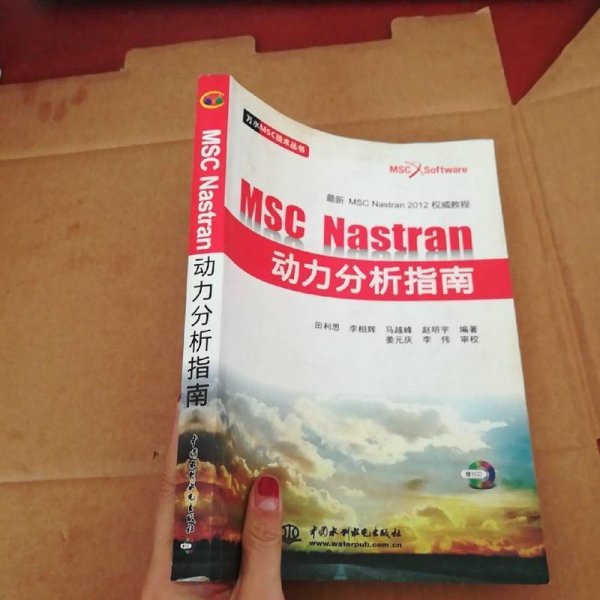 MSC Nastran 动力分析指南
中国水利水电出版社
万水MSC技术丛书
MSC Software
最新 MSC Nastran 2012 权威教程
MSC Nastran
动力分析指南
田利思 李相辉 马越峰 赵明宇 编著
姜元庆 李伟 审校
附1CD
中国水利水电出版社
www.waterpub.com.cn